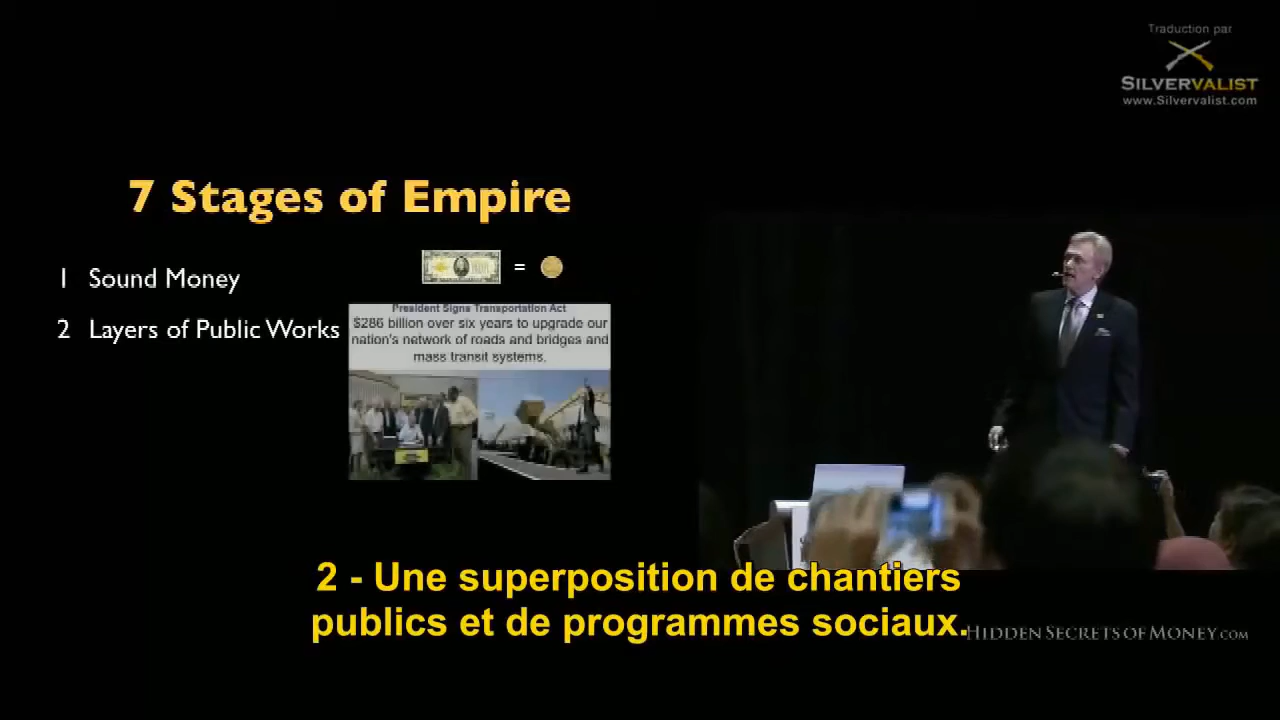 Traduction par
SILVERVALIST
www.Silvervalist.com
7 Stages of Empire
1 Sound Money
=
2 Layers of Public Works
President Signs Transportation Act
$286 billion over six years to upgrade our
nation's network of roads and bridges and
mass transit systems.
2 - Une superposition de chantiers
publics et de programmes sociaux.
HIDDEN SECRETS OF MONEY.COM